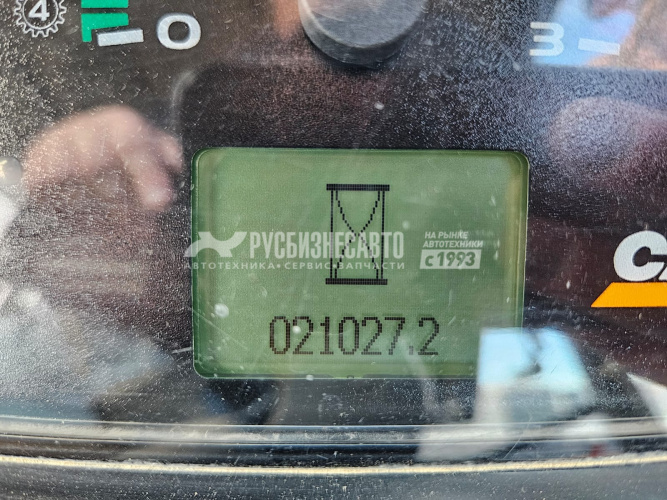 4
0
3
РУСБИЗНЕСАВТО
АВТОТЕХНИКА • СЕРВИС • ЗАПЧАСТИ
НА РЫНКЕ
АВТОТЕХНИКИ
с 1993
021027.2